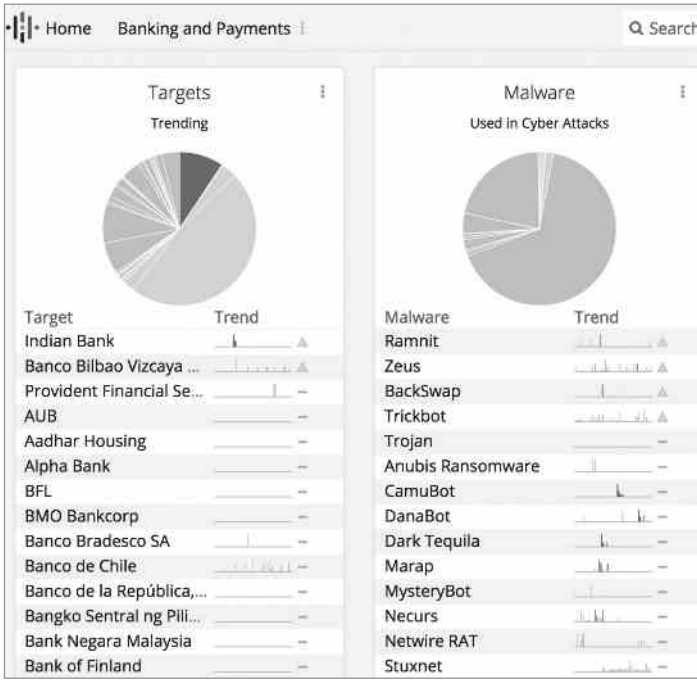 Home Banking and Payments Search
Targets
Trending
Target Trend
Indian Bank
Banco Bilbao Vizcaya ...
Provident Financial Se...
AUB
Aadhar Housing
Alpha Bank
BFL
BMO Bankcorp
Banco Bradesco SA
Banco de Chile
Banco de la República,...
Bangko Sentral ng Pili...
Bank Negara Malaysia
Bank of Finland
Malware
Used in Cyber Attacks
Malware Trend
Ramnit
Zeus
BackSwap
Trickbot
Trojan
Anubis Ransomware
CamuBot
DanaBot
Dark Tequila
Marap
MysteryBot
Necurs
Netwire RAT
Stuxnet